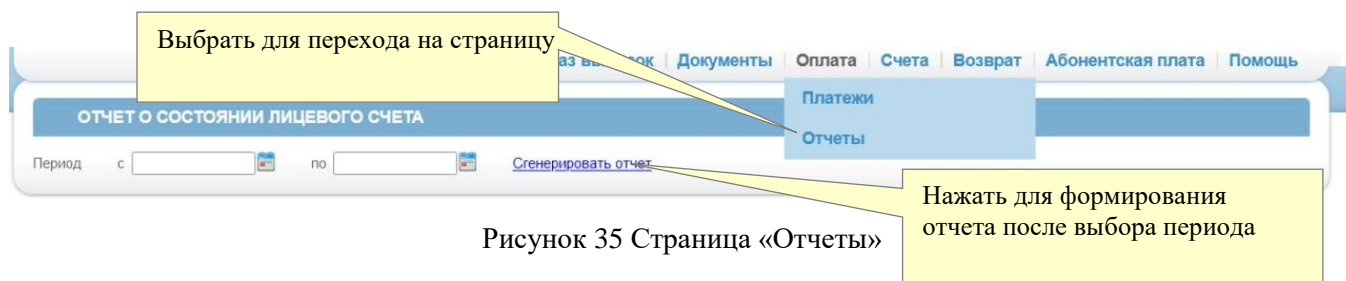 Выбрать для перехода на страницу
Документы Оплата Счета Возврат Абонентская плата Помощь
Платежи
ОТЧЕТ О СОСТОЯНИИ ЛИЦЕВОГО СЧЕТА
Отчеты
Период с по Сгенерировать отчет
Нажать для формирования
отчета после выбора периода
Рисунок 35 Страница «Отчеты»